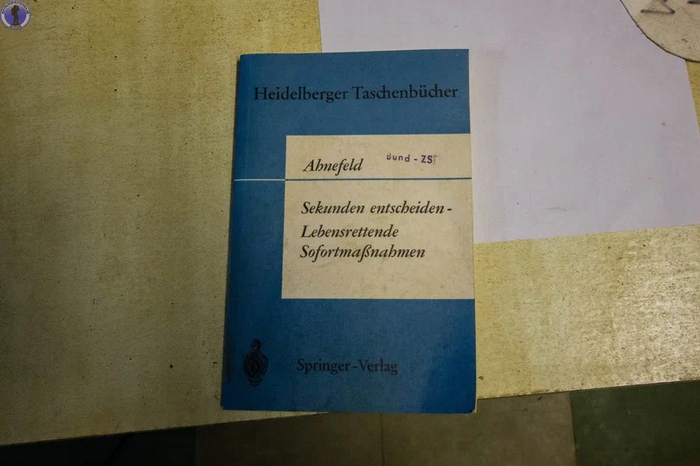 Heidelberger Taschenbücher
Ahnefeld
Bund - ZS
Sekunden entscheiden -
Lebensrettende
Sofortmaßnahmen
Springer-Verlag